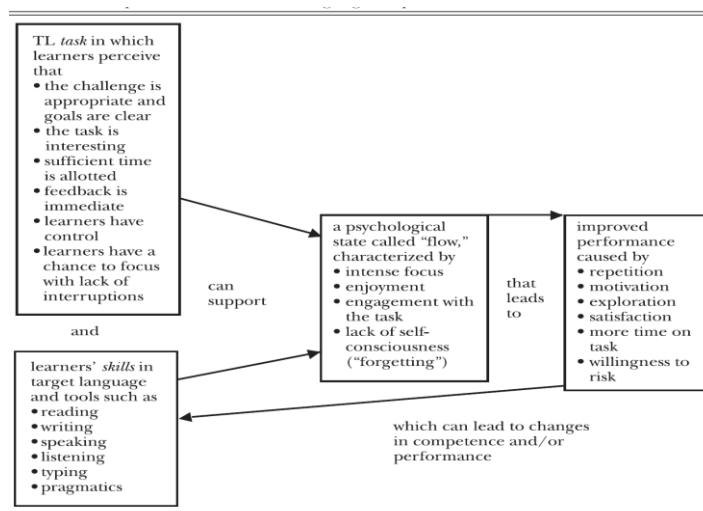 TL task in which
learners perceive
that
• the challenge is
appropriate and
goals are clear
• the task is
interesting
• sufficient time
is allotted
• feedback is
immediate
• learners have
control
• learners have a
chance to focus
with lack of
interruptions
and
learners' skills in
target language
and tools such as
• reading
• writing
• speaking
• listening
• typing
• pragmatics
can
support
a psychological
state called “flow,”
characterized by
• intense focus
• enjoyment
• engagement with
the task
• lack of self-
consciousness
(“forgetting”)
that
leads
to
improved
performance
caused by
• repetition
• motivation
• exploration
• satisfaction
• more time on
task
• willingness to
risk
which can lead to changes
in competence and/or
performance